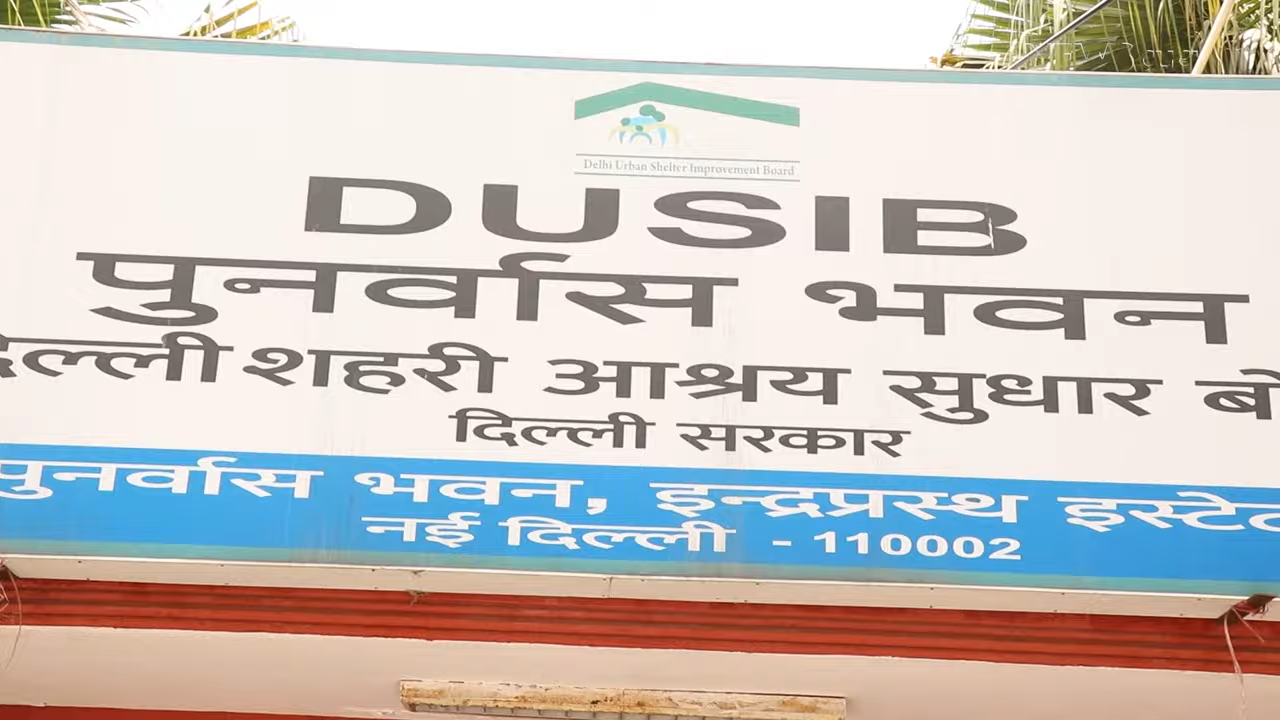 Delhi Urban Shelter Improvement Board
DUSIB
पुनर्वास भवन
दिल्ली शहरी आश्रय सुधार
दिल्ली सरकार
पुनर्वास भवन, इन्द्रप्रस्थ इस्टेट
नई दिल्ली - 110002